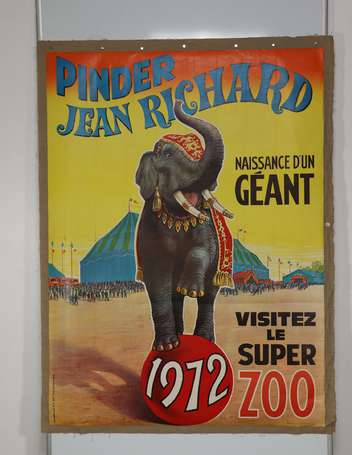 PINDER
JEAN RICHARD
NAISSANCE D'UN
GÉANT
VISITEZ
LE
SUPER
ZOO
1972